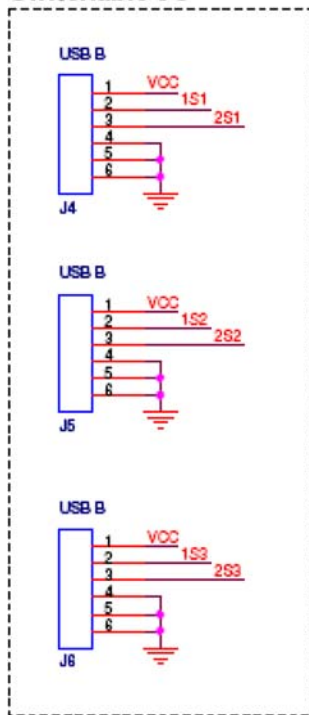 USB B
1 VCC
2 1S1
3 2S1
4
5
6
J4
USB B
1 VCC
2 1S2
3 2S2
4
5
6
J5
USB B
1 VCC
2 1S3
3 2S3
4
5
6
J6